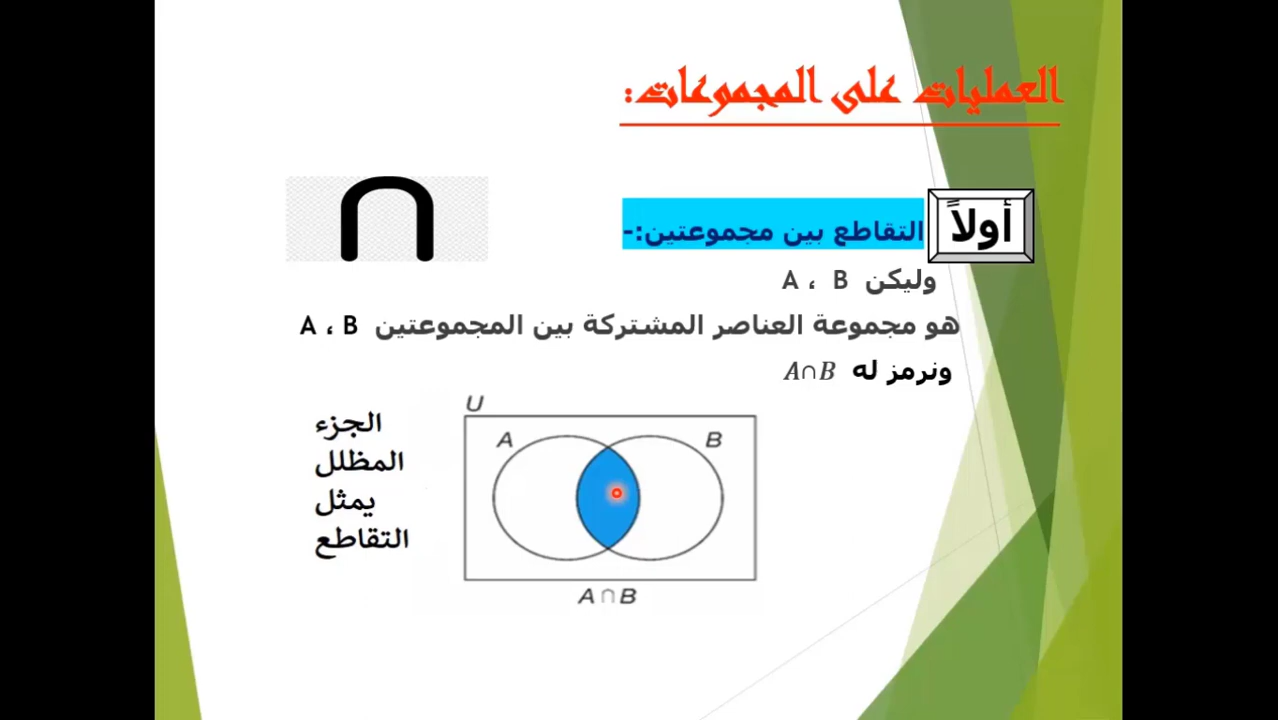 العمليات على المجموعات:
∩
أولاً
التقاطع بين مجموعتين:-
وليكن A ، B
هو مجموعة العناصر المشتركة بين المجموعتين A ، B
ونرمز له A∩B
الجزء
المظلل
يمثل
التقاطع
U
A
B
A∩B